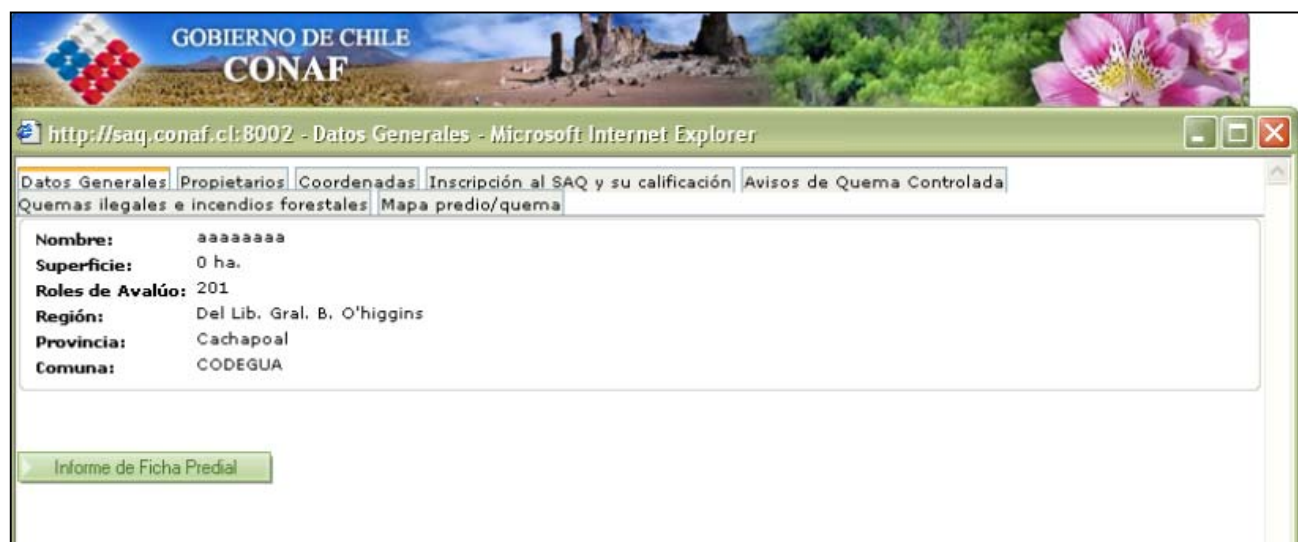 GOBIERNO DE CHILE
CONAF
http://saq.conaf.cl:8002 - Datos Generales - Microsoft Internet Explorer
Datos Generales Propietarios Coordenadas Inscripción al SAQ y su calificación Avisos de Quema Controlada
Quemas ilegales e incendios forestales Mapa predio/quema
Nombre: aaaaaaaa
Superficie: 0 ha.
Roles de Avalúo: 201
Región: Del Lib. Gral. B. O'higgins
Provincia: Cachapoal
Comuna: CODEGUA
Informe de Ficha Predial